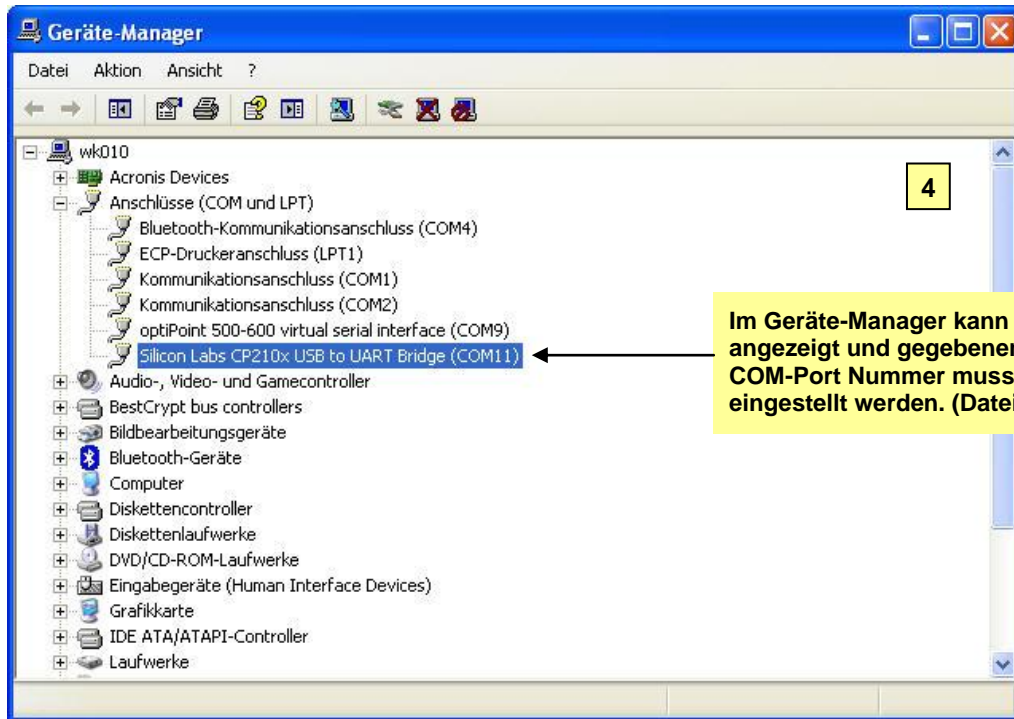 Geräte-Manager
Datei Aktion Ansicht ?
wk010
Acronis Devices
4
Anschlüsse (COM und LPT)
Bluetooth-Kommunikationsanschluss (COM4)
ECP-Druckeranschluss (LPT1)
Kommunikationsanschluss (COM1)
Kommunikationsanschluss (COM2)
optiPoint 500-600 virtual serial interface (COM9)
Silicon Labs CP210x USB to UART Bridge (COM11)
Im Geräte-Manager kann
angezeigt und
COM-Port Nummer muss
eingestellt werden. (Datei
Audio-, Video- und Gamecontroller
BestCrypt bus controllers
Bildbearbeitungsgeräte
Bluetooth-Geräte
Computer
Diskettencontroller
Diskettenlaufwerke
DVD/CD-ROM-Laufwerke
Eingabegeräte (Human Interface Devices)
Grafikkarte
IDE ATA/ATAPI-Controller
Laufwerke